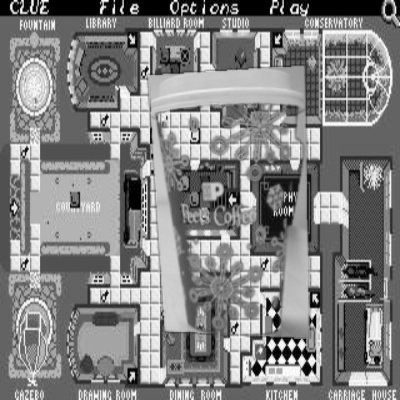 CLUE File Options Play
FOUNTAIN LIBRARY BILLIARD ROOM STUDIO CONSERVATORY
COURTYARD
Peet's Coffee
ROOM
GAZEBO DRAWING ROOM DINING ROOM KITCHEN CARRIAGE HOUSE